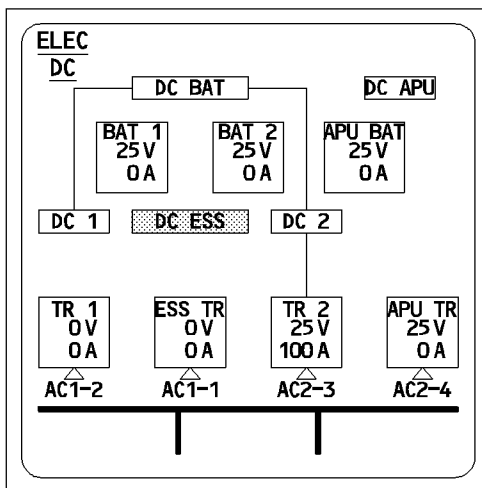 ELEC
DC
DC BAT DC APU
BAT 1 BAT 2 APU BAT
25 V 25 V 25 V
0 A 0 A 0 A
DC 1 DC ESS DC 2
TR 1 ESS TR TR 2 APU TR
0 V 0 V 25 V 25 V
0 A 0 A 100 A 0 A
AC1-2 AC1-1 AC2-3 AC2-4